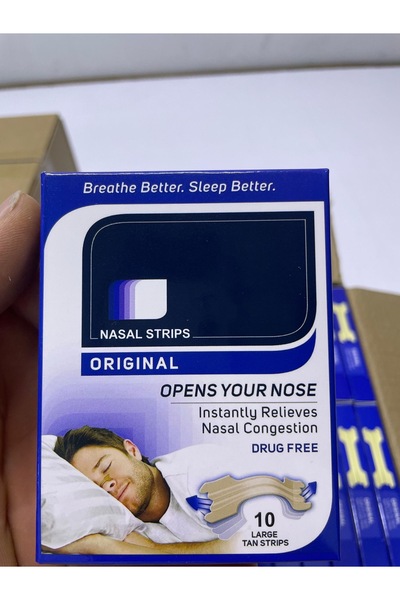 Breathe Better. Sleep Better.
NASAL STRIPS
ORIGINAL
OPENS YOUR NOSE
Instantly Relieves
Nasal Congestion
DRUG FREE
10
LARGE
TAN STRIPS